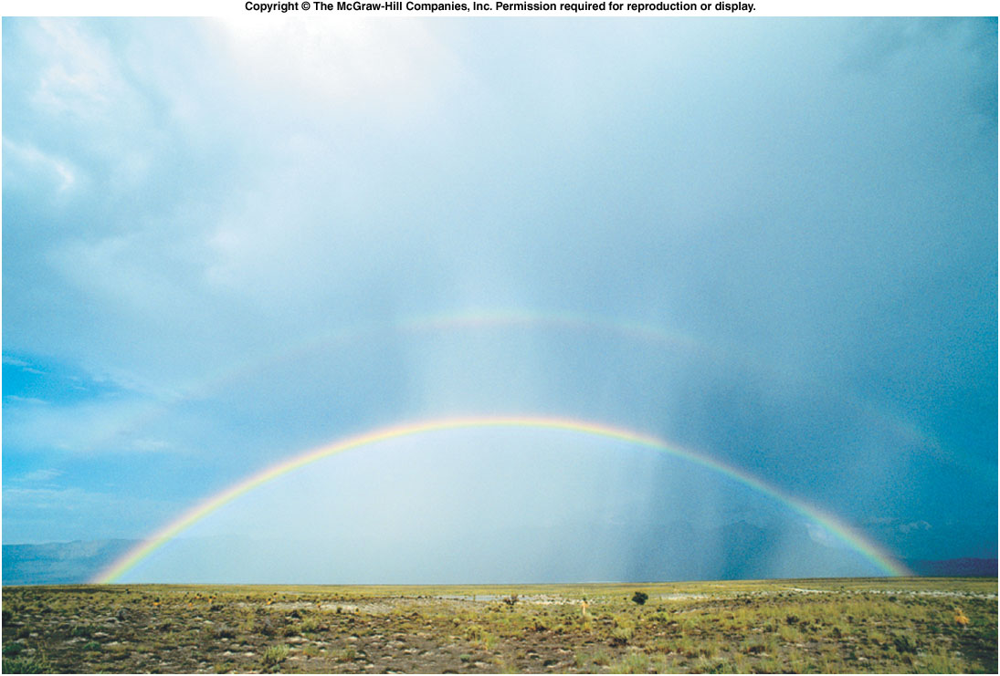 Copyright © The McGraw-Hill Companies, Inc. Permission required for reproduction or display.